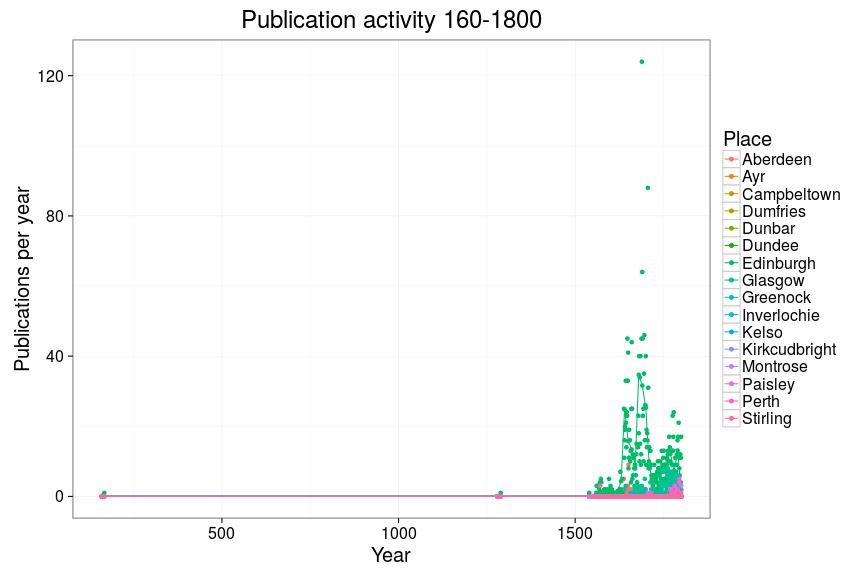 Publication activity 160-1800
120
80
40
0
Publications per year
500
1000
1500
Year
Place
Aberdeen
Ayr
Campbeltown
Dumfries
Dunbar
Dundee
Edinburgh
Glasgow
Greenock
Inverlochie
Kelso
Kirkcudbright
Montrose
Paisley
Perth
Stirling